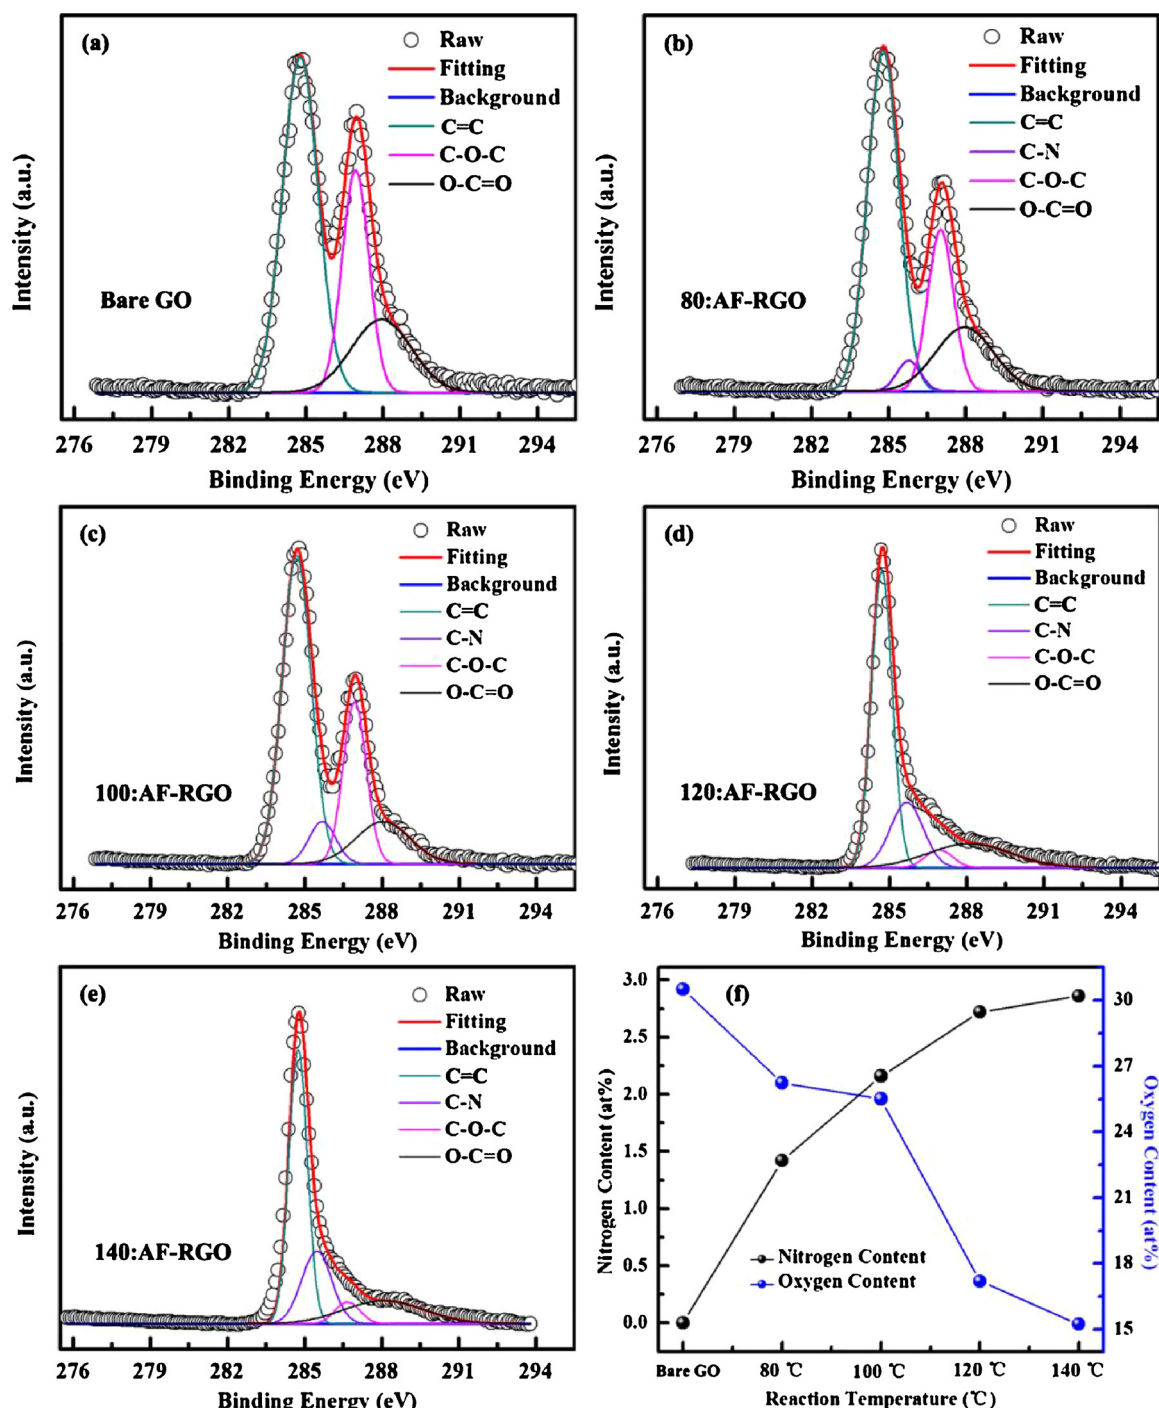 (a)
Raw
Fitting
Background
C=C
C-O-C
O-C=O
Bare GO
Intensity (a.u.)
276 279 282 285 288 291 294
Binding Energy (eV)
(b)
Raw
Fitting
Background
C=C
C-N
C-O-C
O-C=O
80:AF-RGO
Intensity (a.u.)
276 279 282 285 288 291 294
Binding Energy (eV)
(c)
Raw
Fitting
Background
C=C
C-N
C-O-C
O-C=O
100:AF-RGO
Intensity (a.u.)
276 279 282 285 288 291 294
Binding Energy (eV)
(d)
Raw
Fitting
Background
C=C
C-N
C-O-C
O-C=O
120:AF-RGO
Intensity (a.u.)
276 279 282 285 288 291 294
Binding Energy (eV)
(e)
Raw
Fitting
Background
C=C
C-N
C-O-C
O-C=O
140:AF-RGO
Intensity (a.u.)
276 279 282 285 288 291 294
Binding Energy (eV)
(f)
3.0
2.5
2.0
1.5
1.0
0.5
0.0
Nitrogen Content (at%)
30
27
24
21
18
15
Oxygen Content (at%)
Nitrogen Content
Oxygen Content
Bare GO 80 ℃ 100 ℃ 120 ℃ 140 ℃
Reaction Temperature (℃)